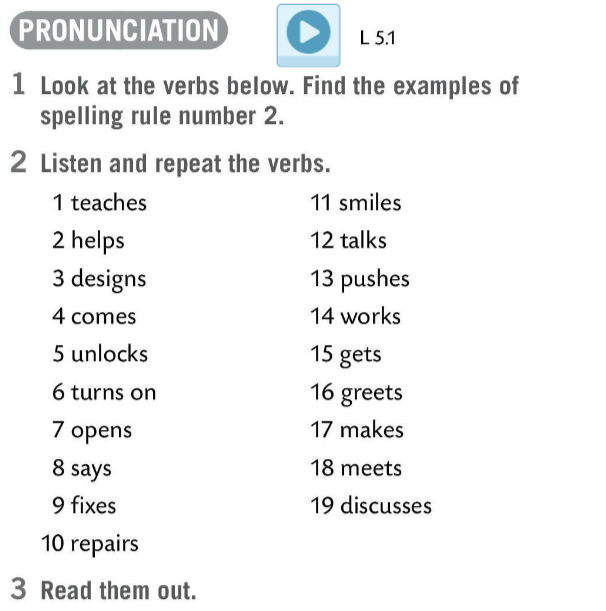 PRONUNCIATION
L 5.1
1 Look at the verbs below. Find the examples of
spelling rule number 2.
2 Listen and repeat the verbs.
1 teaches
2 helps
3 designs
4 comes
5 unlocks
6 turns on
7 opens
8 says
9 fixes
10 repairs
11 smiles
12 talks
13 pushes
14 works
15 gets
16 greets
17 makes
18 meets
19 discusses
3 Read them out.